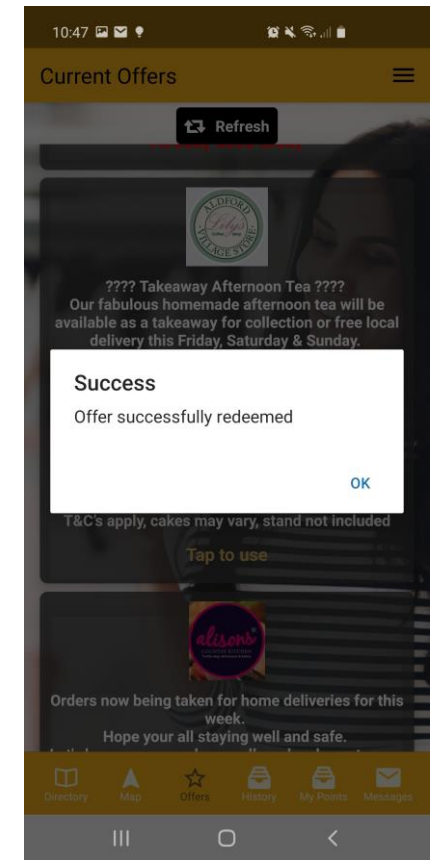 10:47
Current Offers
Refresh
ALDFORD
Lily's
VILLAGE STORE
???? Takeaway Afternoon Tea ????
Our fabulous homemade afternoon tea will be
available as a takeaway for collection or free local
delivery this Friday, Saturday & Sunday.
Success
Offer successfully redeemed
OK
T&C's apply, cakes may vary, stand not included
Tap to use
alisons
COUNTRY KITCHEN
Orders now being taken for home deliveries for this
week.
Hope your all staying well and safe.
Directory Map Offers History My Points Messages